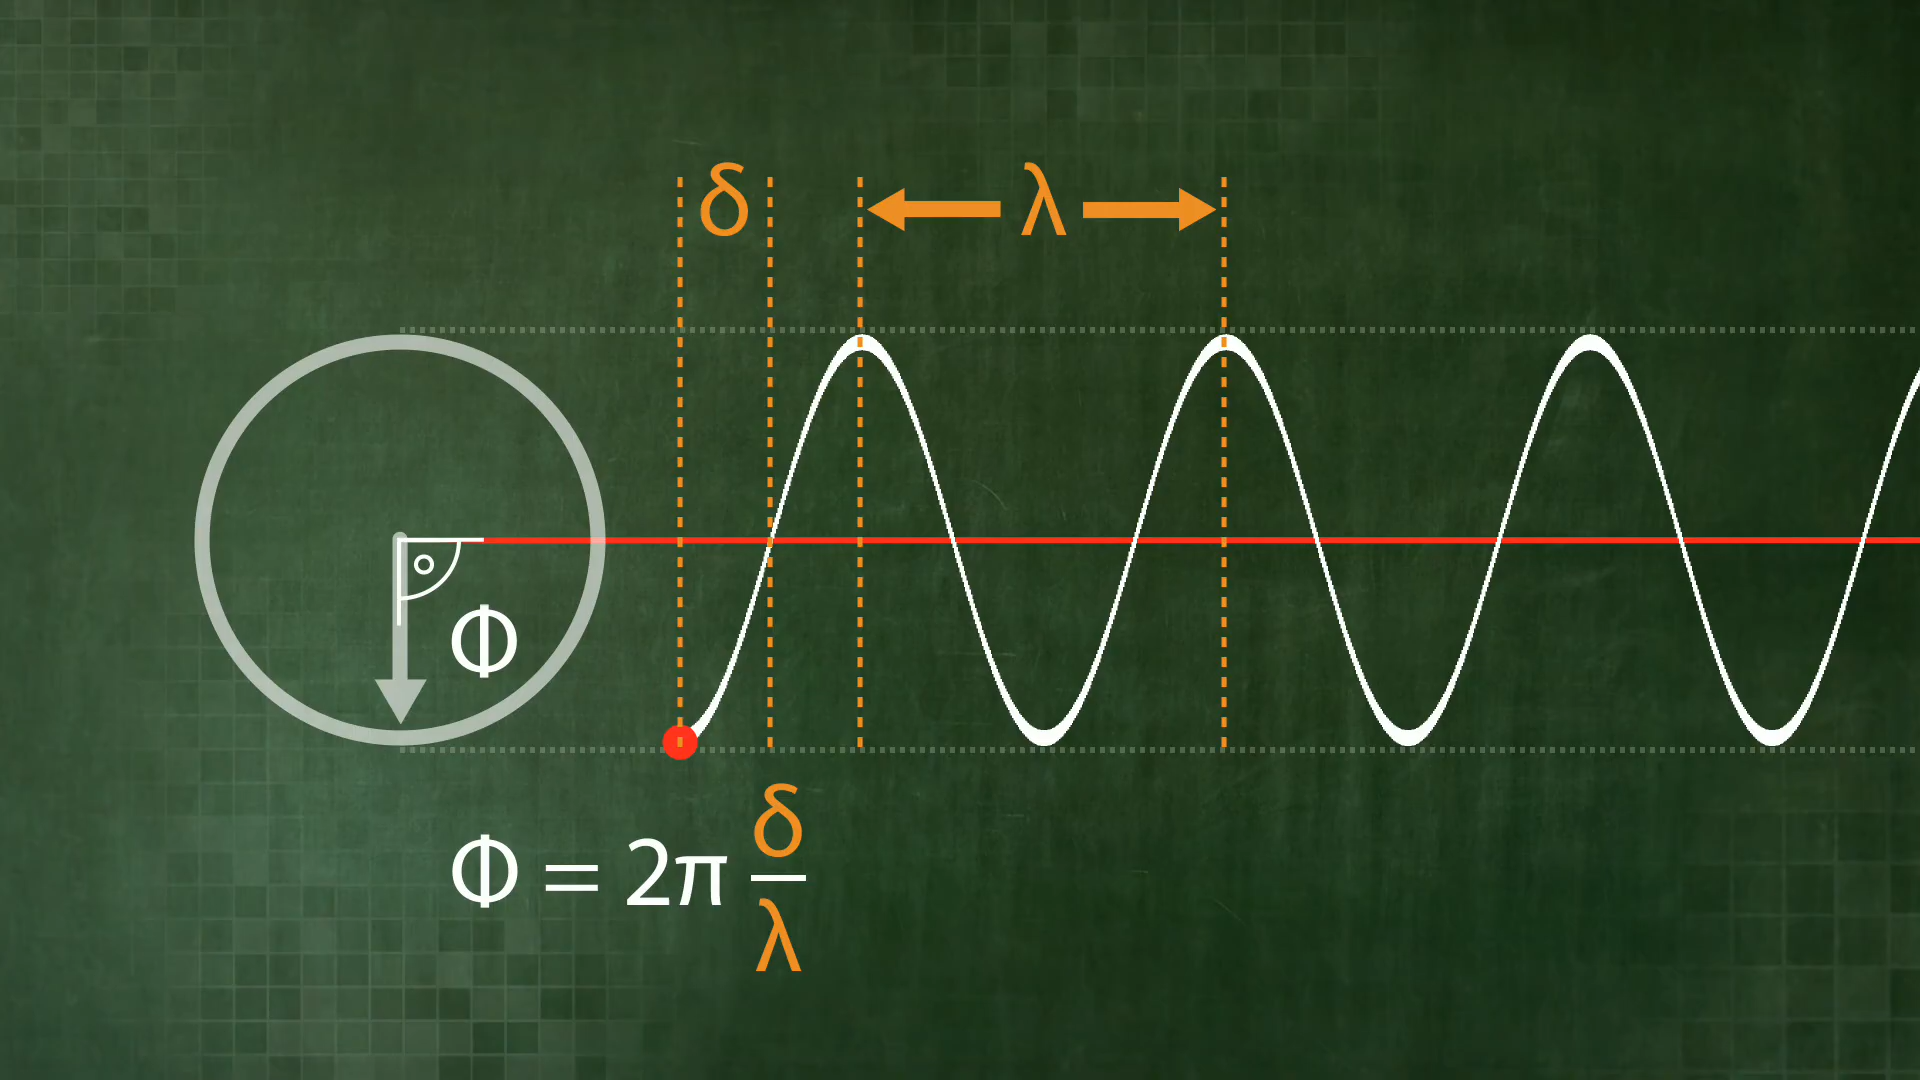 δ λ
Φ
Φ = 2π δ/λ